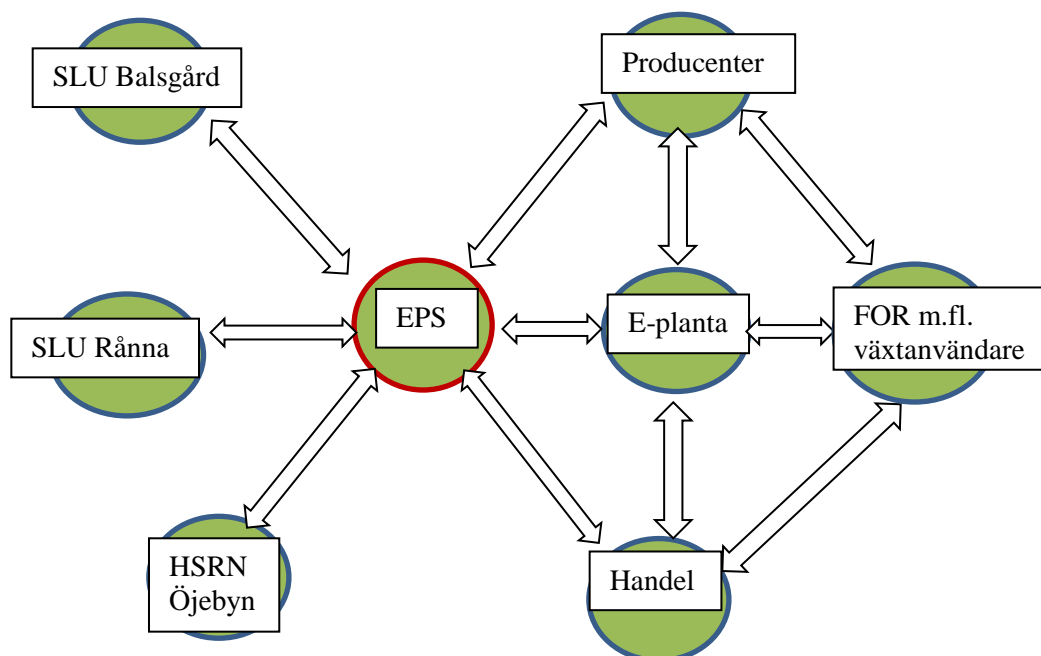 SLU Balsgård
Producenter
EPS
E-planta
FOR m.fl.
växtanvändare
SLU Rånna
HSRN
Öjebyn
Handel